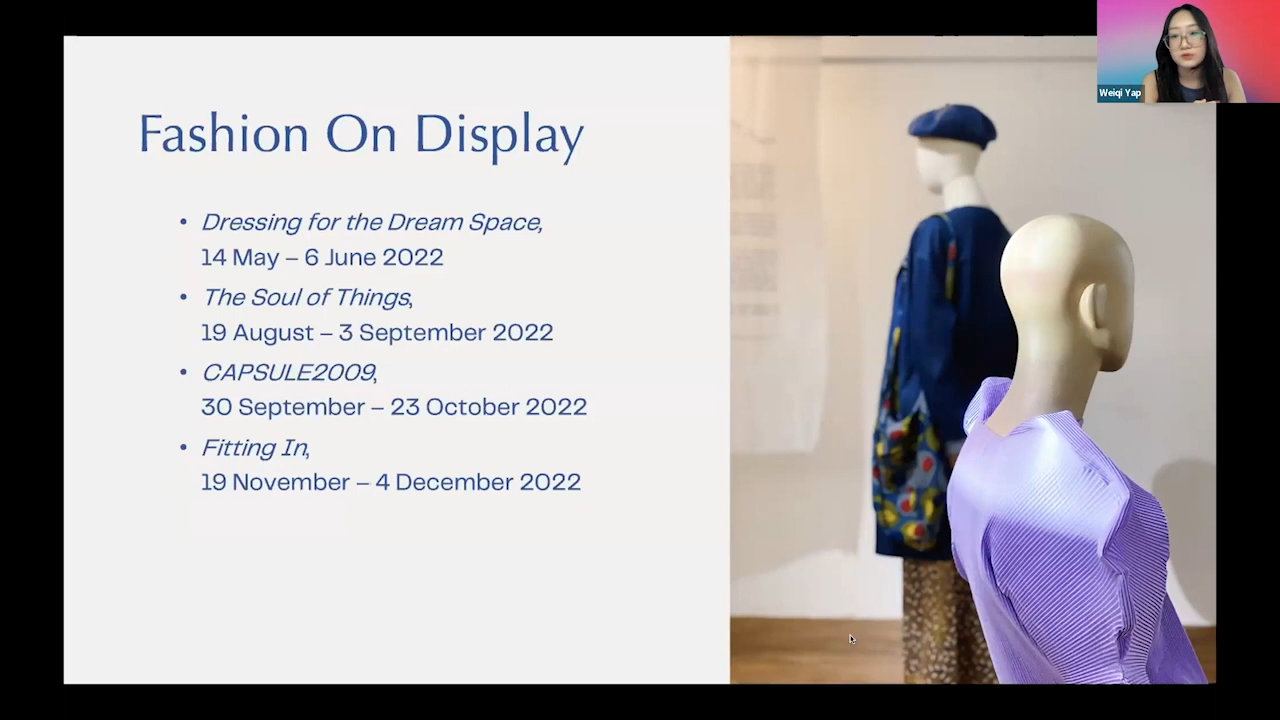 Fashion On Display
• Dressing for the Dream Space,
14 May – 6 June 2022
• The Soul of Things,
19 August – 3 September 2022
• CAPSULE2009,
30 September – 23 October 2022
• Fitting In,
19 November – 4 December 2022
Weiqi Yap